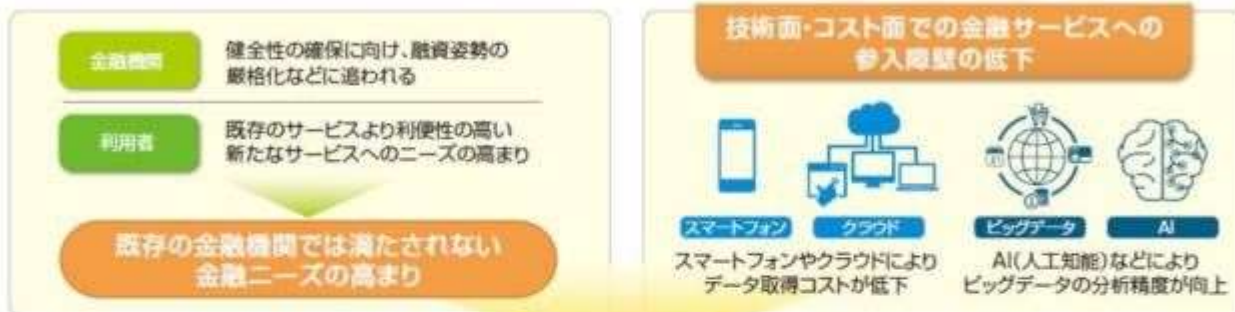 金融機関
健全性の確保に向け、融資姿勢の
厳格化などに追われる
利用者
既存のサービスより利便性の高い
新たなサービスへのニーズの高まり
既存の金融機関では満たされない
金融ニーズの高まり
技術面・コスト面での金融サービスへの
参入障壁の低下
スマートフォン
クラウド
ビッグデータ
AI
スマートフォンやクラウドにより
データ取得コストが低下
AI(人工知能)などにより
ビッグデータの分析精度が向上